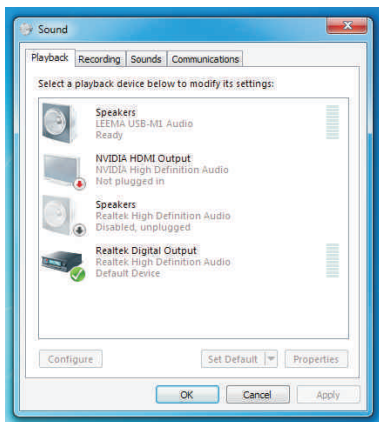 Sound
Playback Recording Sounds Communications
Select a playback device below to modify its settings:
Speakers
LEEMA USB-M1 Audio
Ready
NVIDIA HDMI Output
NVIDIA High Definition Audio
Not plugged in
Speakers
Realtek High Definition Audio
Disabled, unplugged
Realtek Digital Output
Realtek High Definition Audio
Default Device
Configure Set Default Properties
OK Cancel Apply